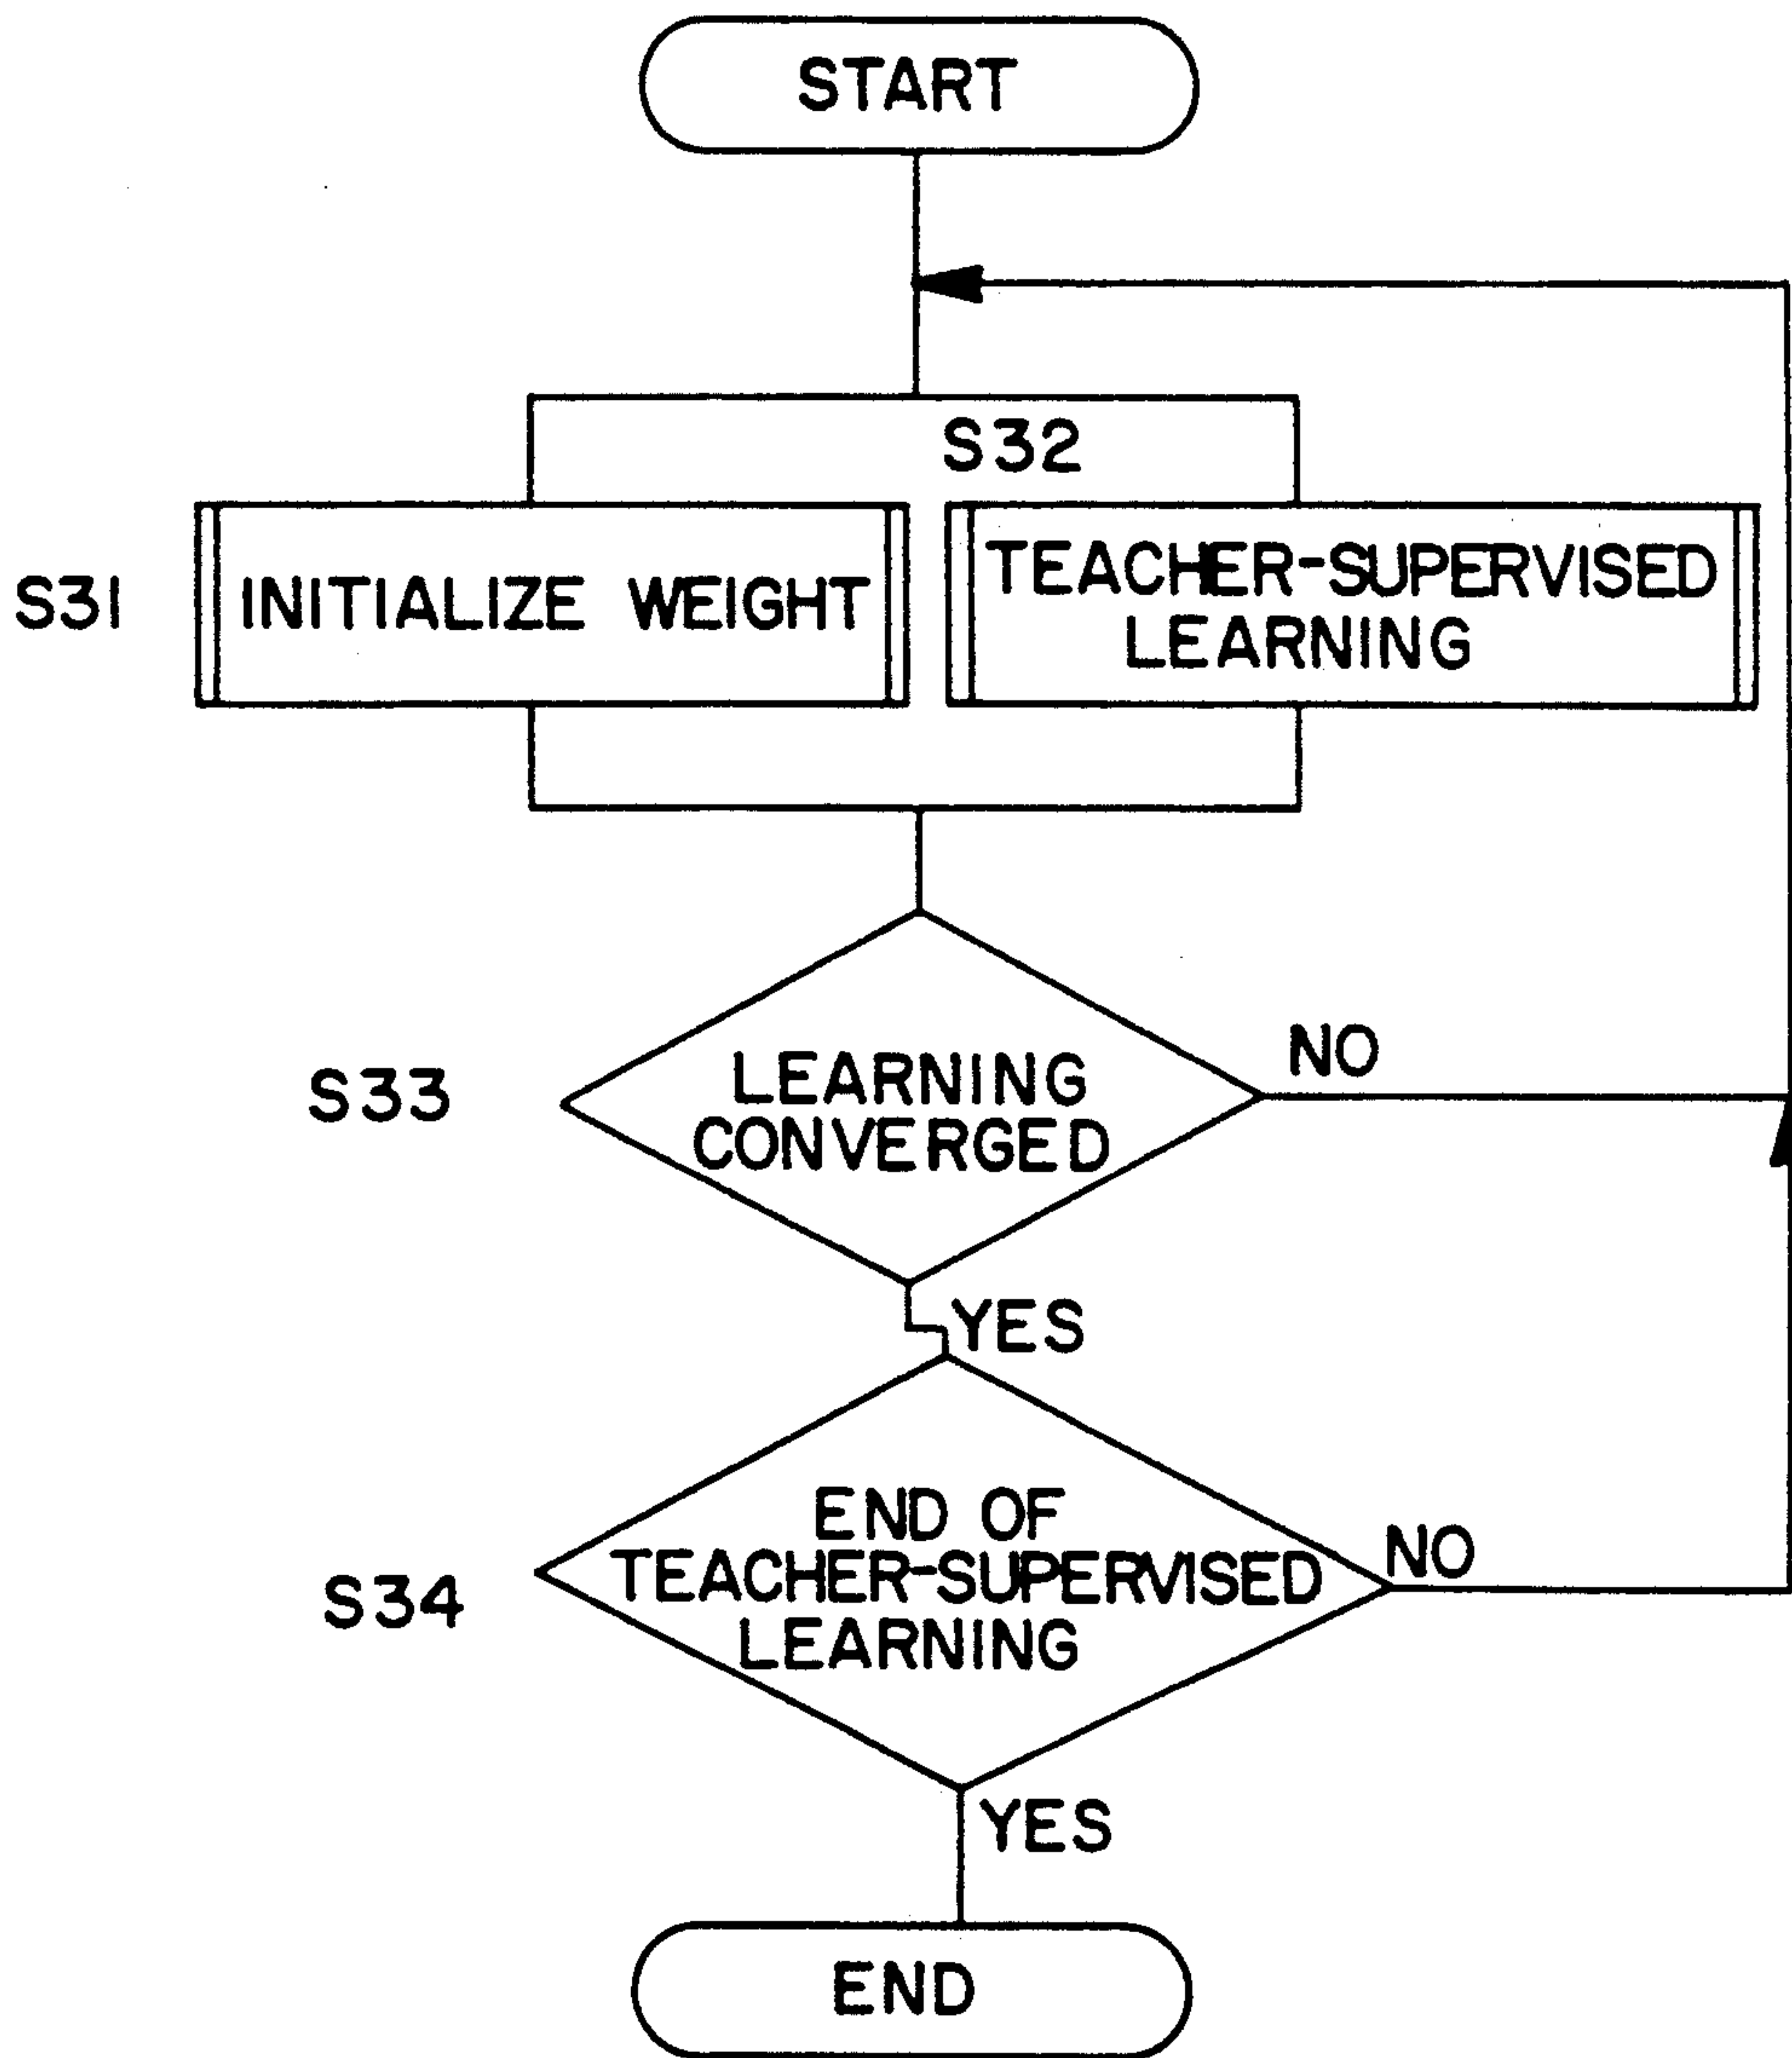 START
S32
S31
INITIALIZE WEIGHT
TEACHER-SUPERVISED
LEARNING
S33
LEARNING
CONVERGED
NO
YES
S34
END OF
TEACHER-SUPERVISED
LEARNING
NO
YES
END